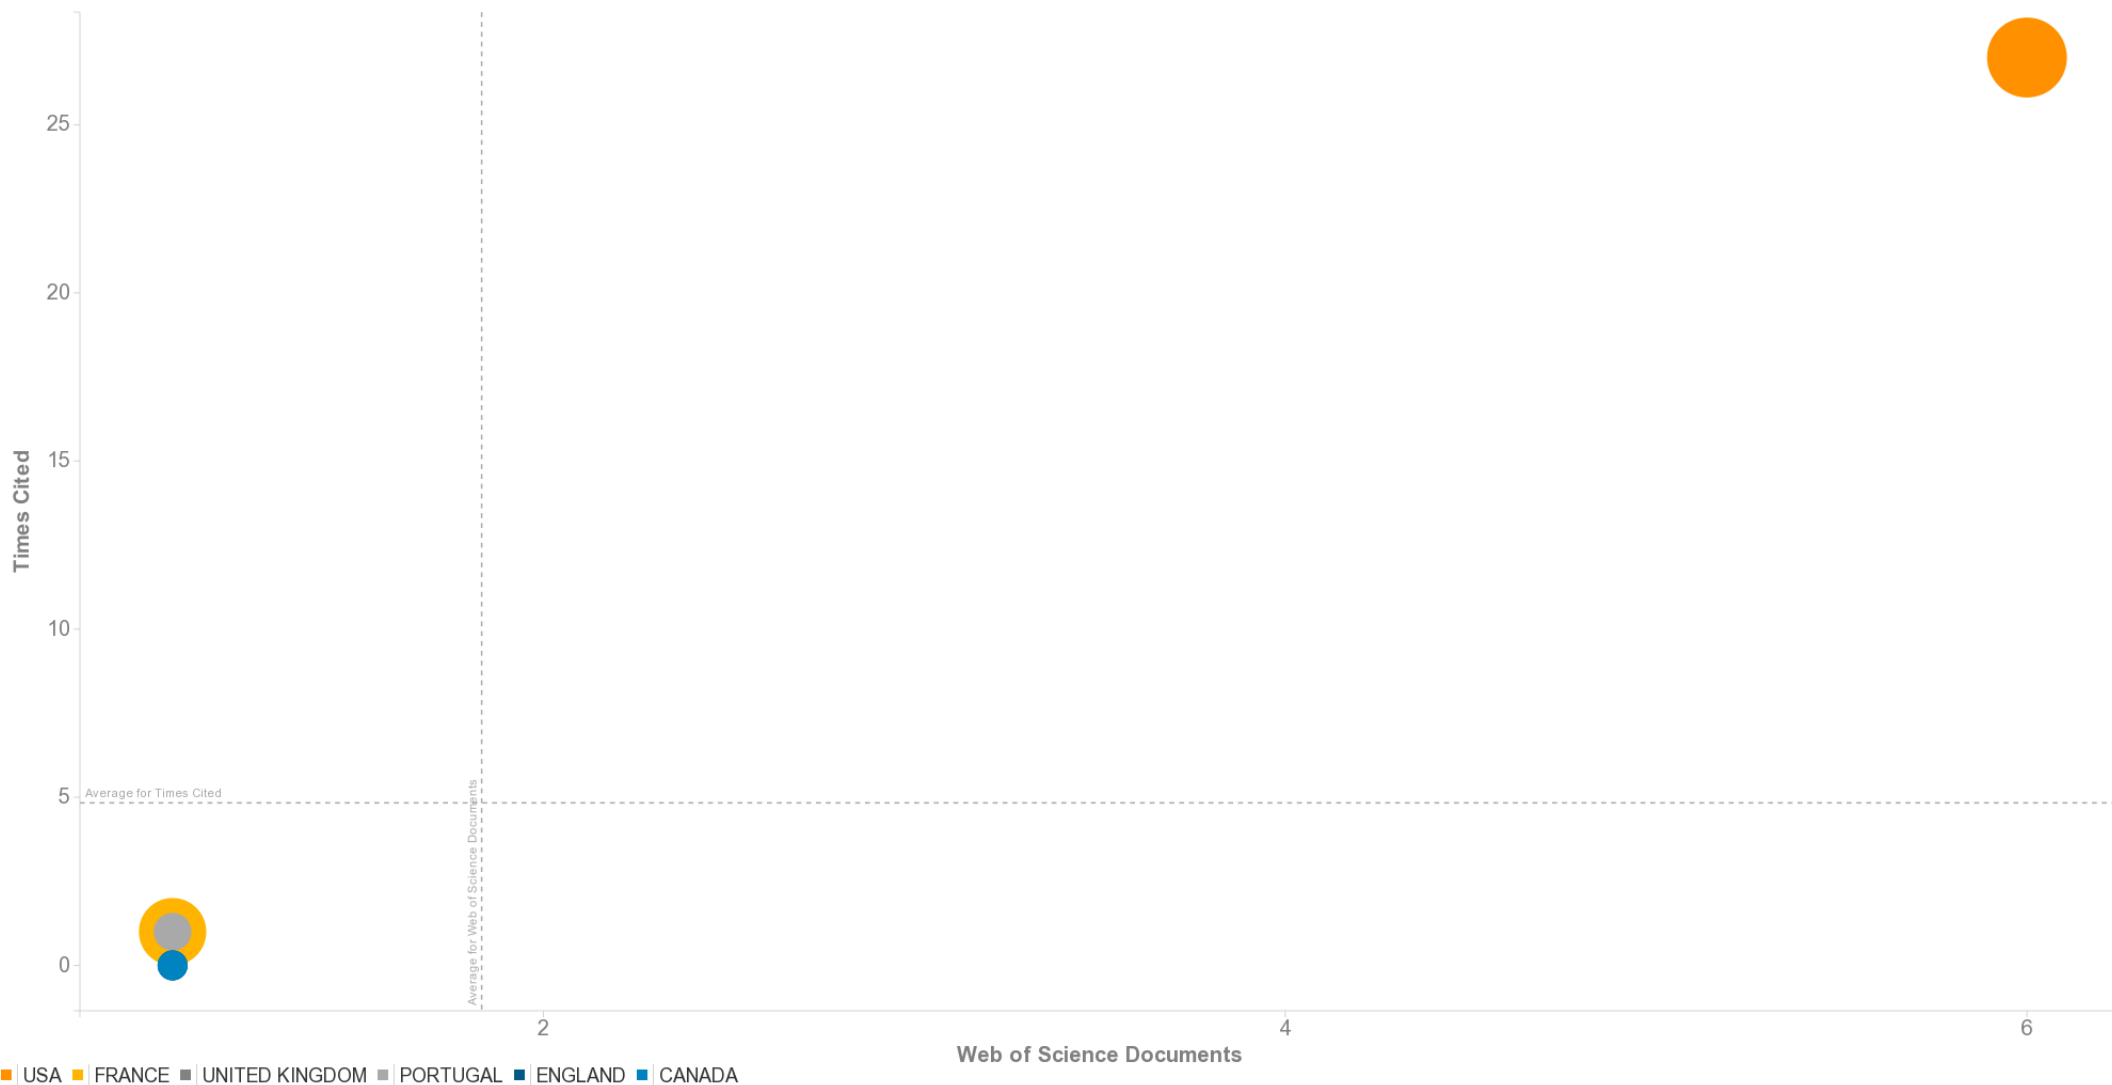 25
20
15
10
5
0
Times Cited
Average for Times Cited
Average for Web of Science Documents
2 4 6
Web of Science Documents
USA FRANCE UNITED KINGDOM PORTUGAL ENGLAND CANADA